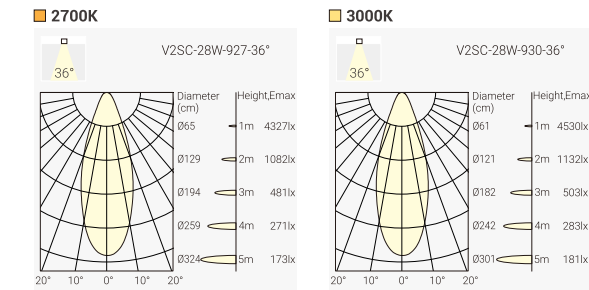 2700K
V2SC-28W-927-36°
36°
Diameter (cm) Height,Emax
Ø65 1m 4327lx
Ø129 2m 1082lx
Ø194 3m 481lx
Ø259 4m 271lx
Ø324 5m 173lx
20° 10° 0° 10° 20°
3000K
V2SC-28W-930-36°
36°
Diameter (cm) Height,Emax
Ø61 1m 4530lx
Ø121 2m 1132lx
Ø182 3m 503lx
Ø242 4m 283lx
Ø301 5m 181lx
20° 10° 0° 10° 20°